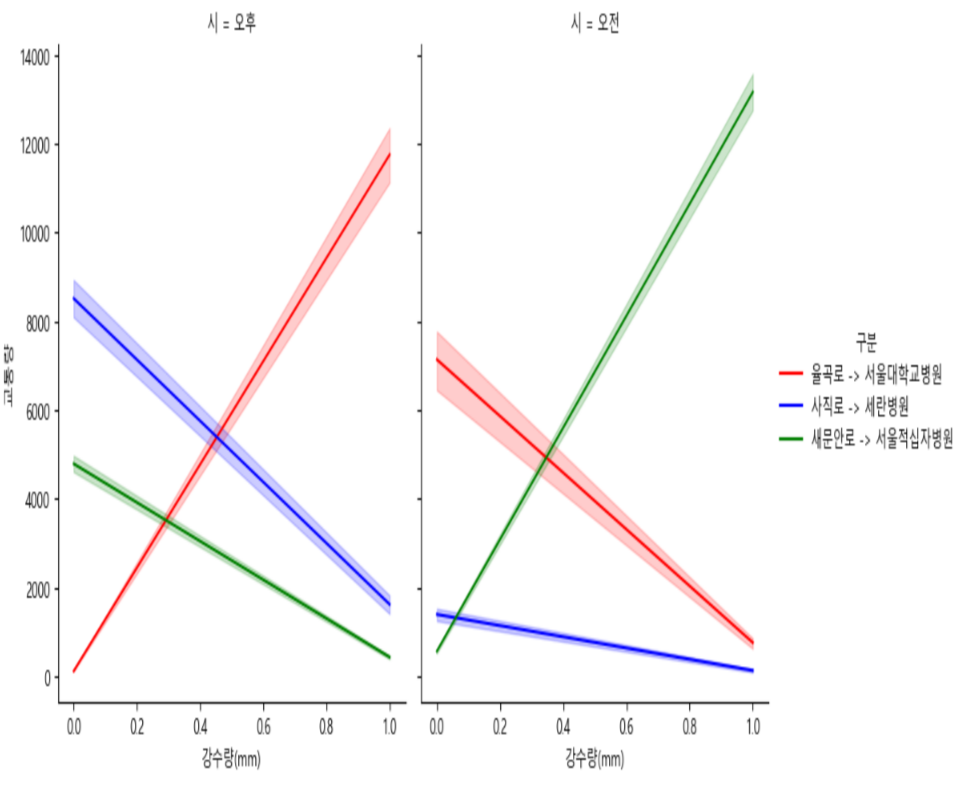 시 = 오후
시 = 오전
교통량
14000
12000
10000
8000
6000
4000
2000
0
0.0 0.2 0.4 0.6 0.8 1.0
0.0 0.2 0.4 0.6 0.8 1.0
강수량(mm)
강수량(mm)
구분
율곡로 -> 서울대학교병원
사직로 -> 세란병원
새문안로 -> 서울적십자병원